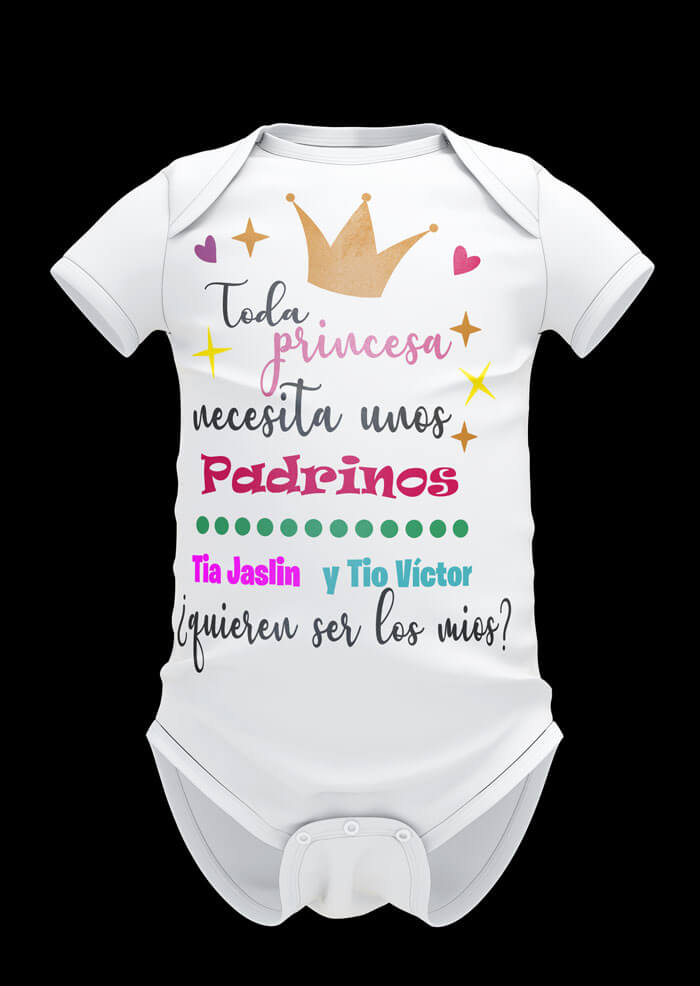 Toda
princesa
necesita unos
Padrinos
Tia Jaslin y Tio Víctor
¿quieren ser los mios?